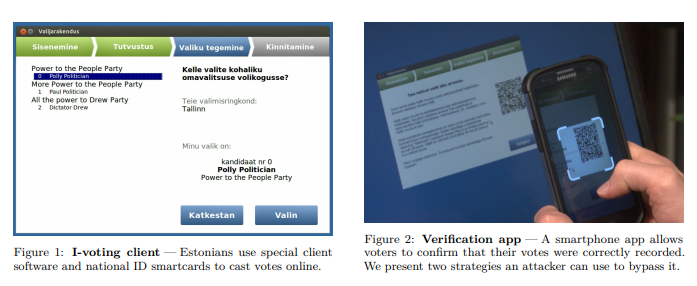 Valijarakendus
Sisenemine
Tutvustus
Valiku tegemine
Kinnitamine
Power to the People Party
0 Polly Politician
More Power to the People Party
1 Paul Politician
All the power to Drew Party
2 Dictator Drew
Kelle valite kohaliku
omavalitsuse volikogusse?
Teie valimisringkond:
Tallinn
Minu valik on:
kandidaat nr 0
Polly Politician
Power to the People Party
Katkestan
Valin
Figure 1: I-voting client — Estonians use special client
software and national ID smartcards to cast votes online.
SAMSUNG
Figure 2: Verification app — A smartphone app allows
voters to confirm that their votes were correctly recorded.
We present two strategies an attacker can use to bypass it.